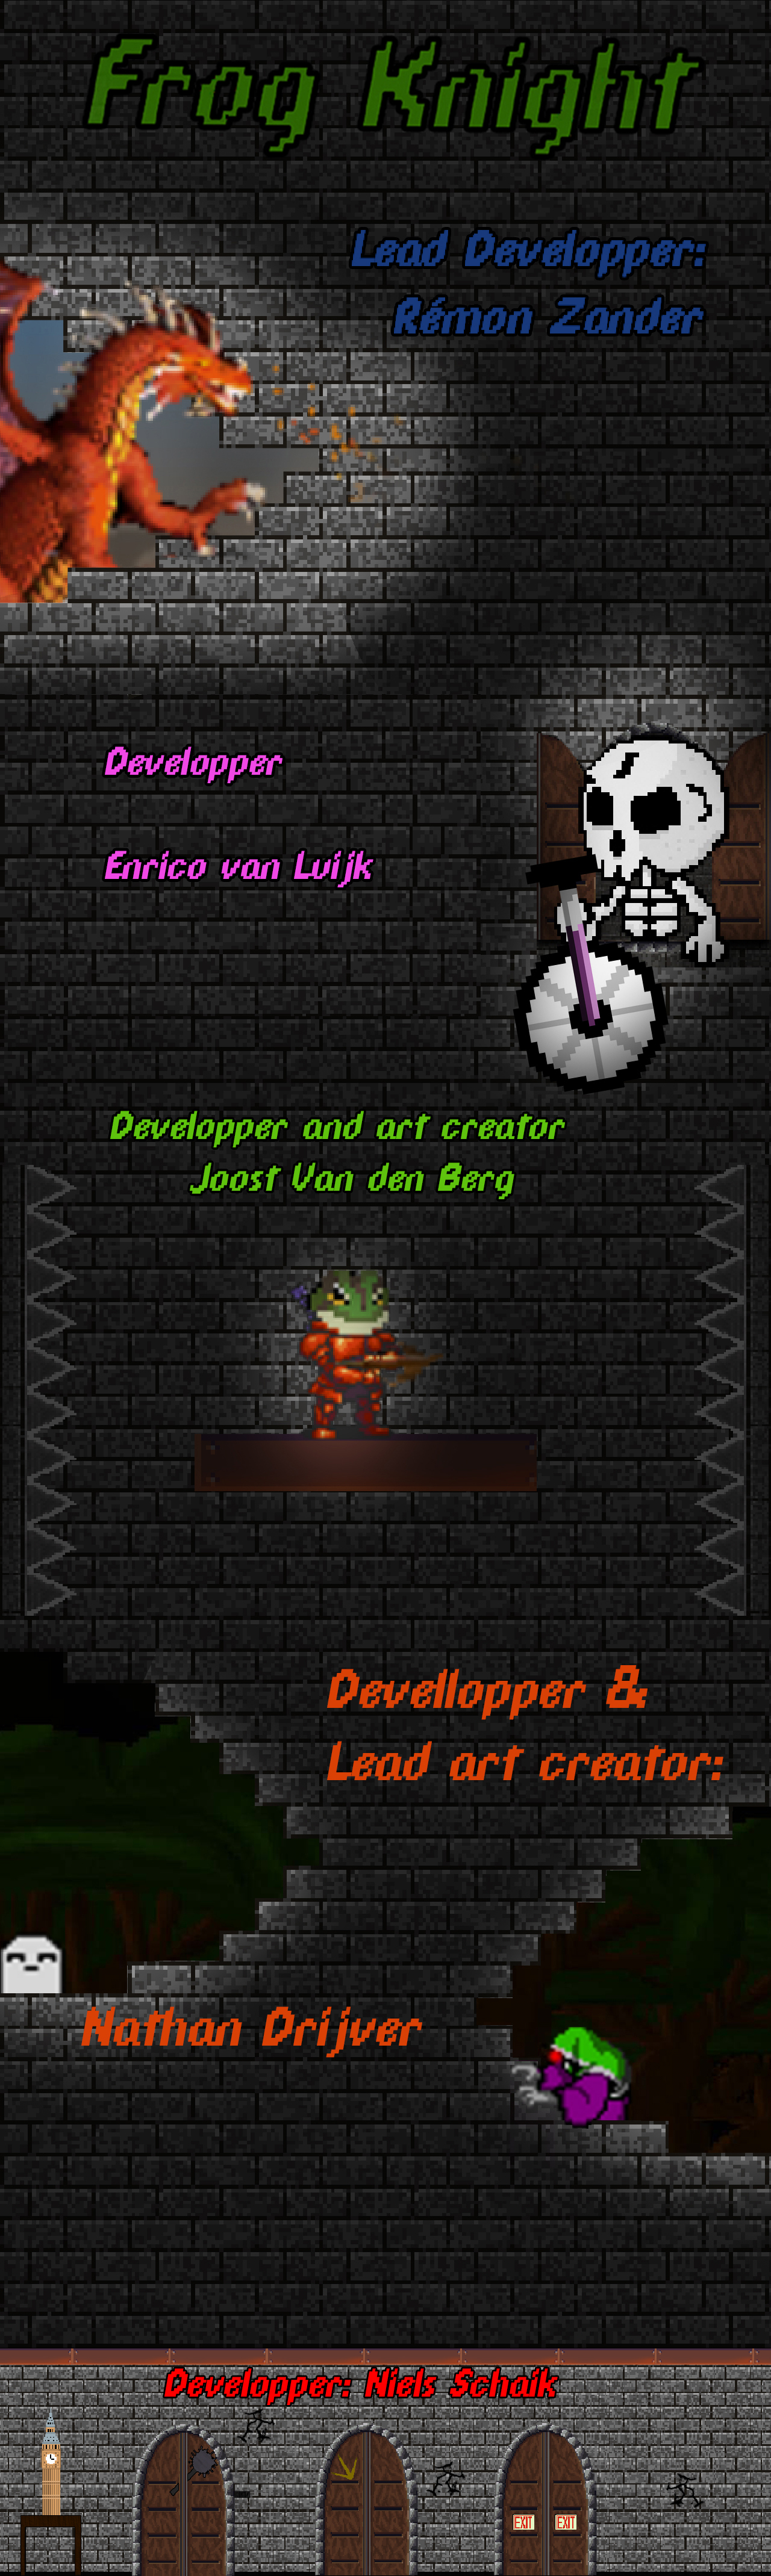 Frog Knight
Lead Developper:
Rémon Zander
Developper
Enrico van Luijk
Developper and art creator
Joost Van den Berg
Devellopper &
Lead art creator:
Nathan Drijver
Developper: Niels Schaik
EXIT EXIT